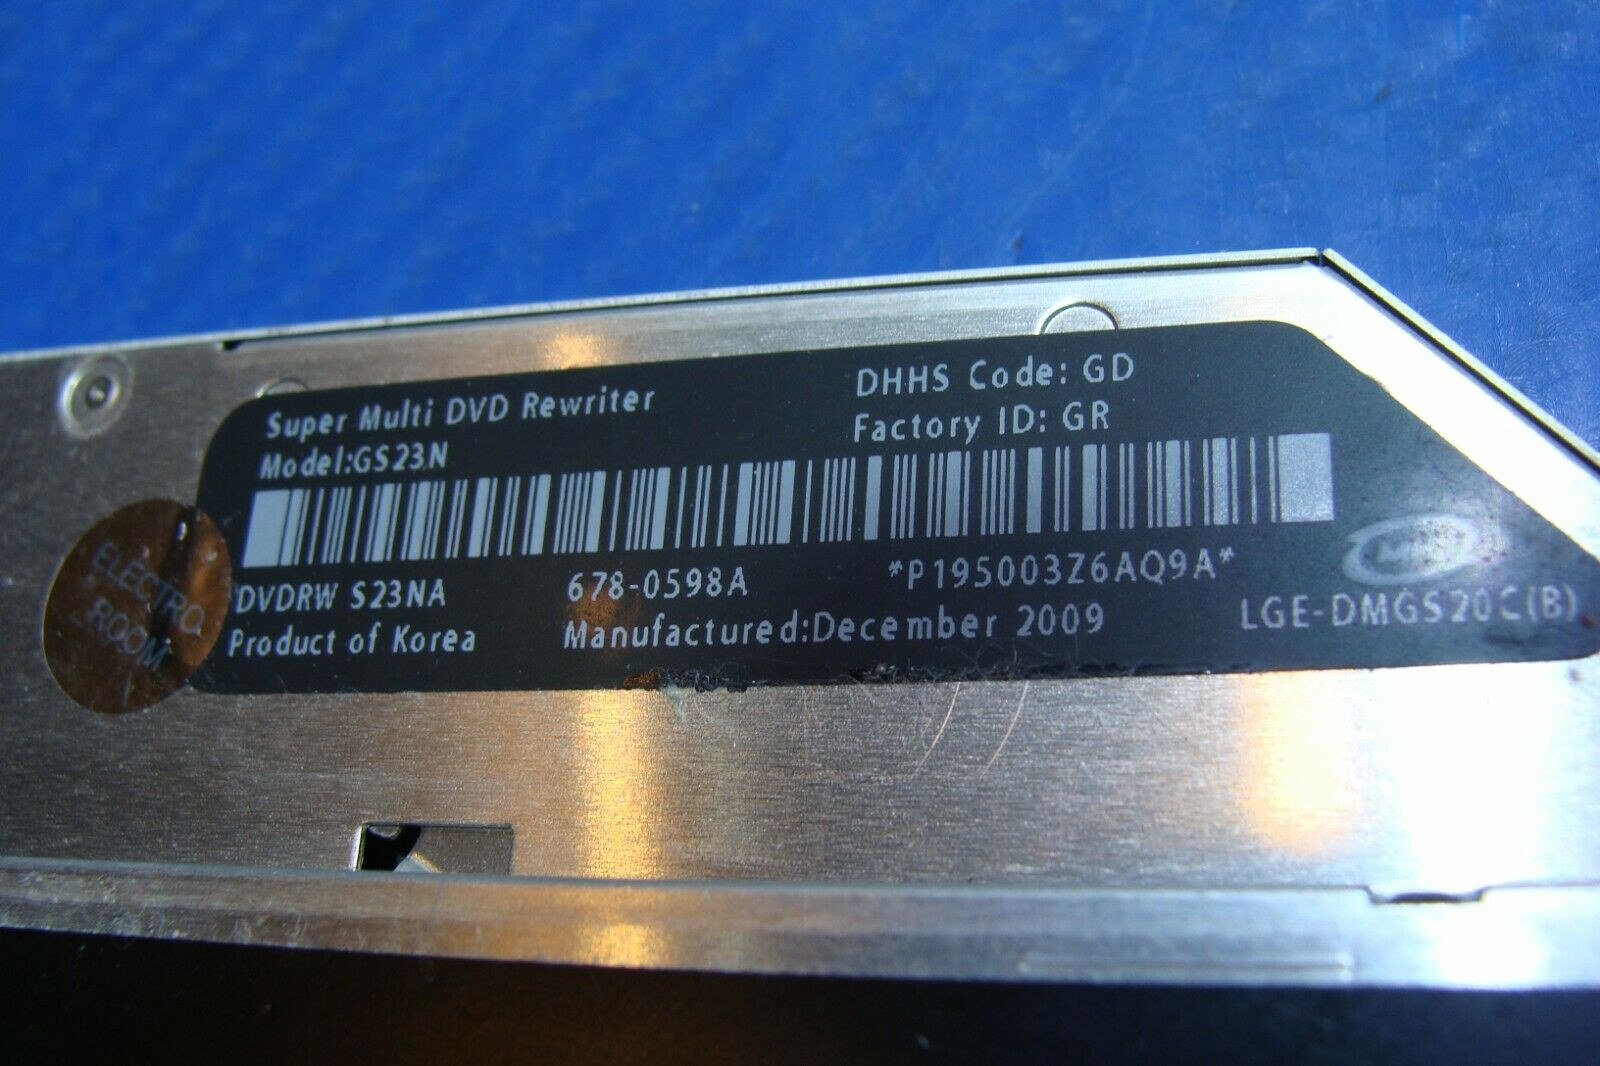 Super Multi DVD Rewriter
Model:GS23N
DHHS Code: GD
Factory ID: GR
DVDRW S23NA
678-0598A
*P195003Z6AQ9A*
Product of Korea
Manufactured:December 2009
LGE-DMGS20C(B)
ELECTRO
ROOM